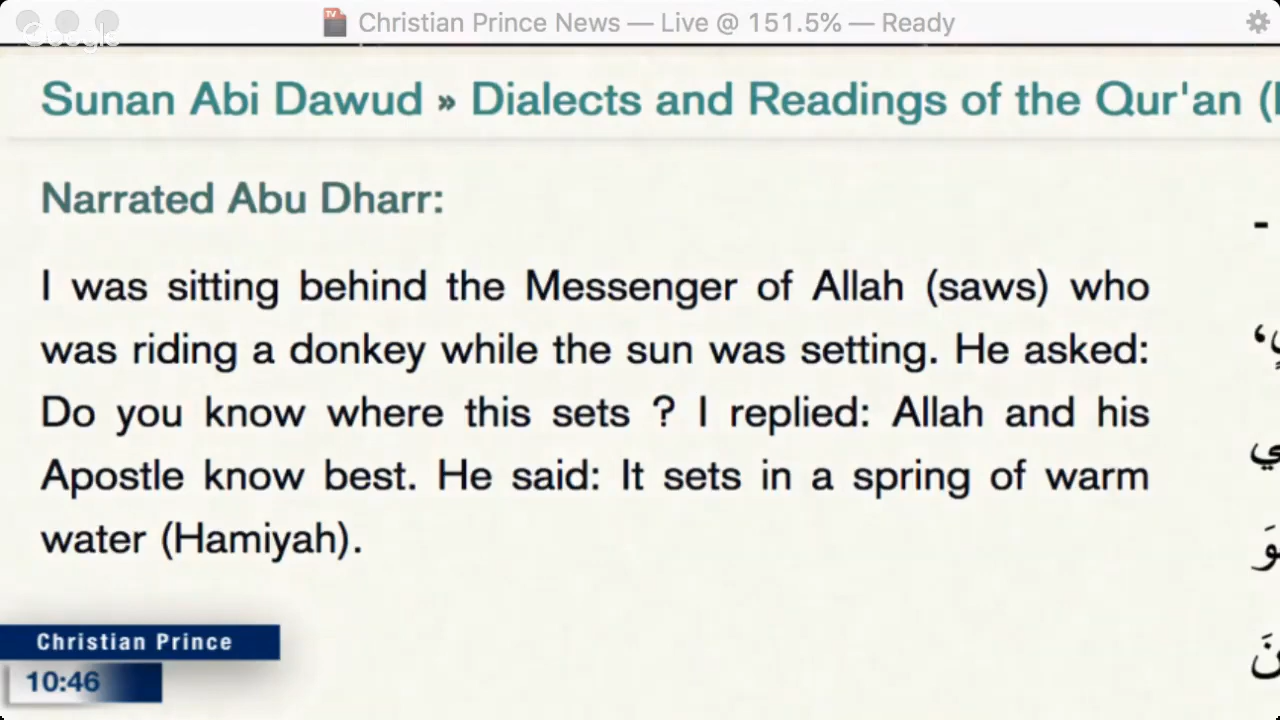 Christian Prince News — Live @ 151.5% — Ready
Google
Sunan Abi Dawud » Dialects and Readings of the Qur'an (
Narrated Abu Dharr:
I was sitting behind the Messenger of Allah (saws) who
was riding a donkey while the sun was setting. He asked:
Do you know where this sets ? I replied: Allah and his
Apostle know best. He said: It sets in a spring of warm
water (Hamiyah).
Christian Prince
10:46